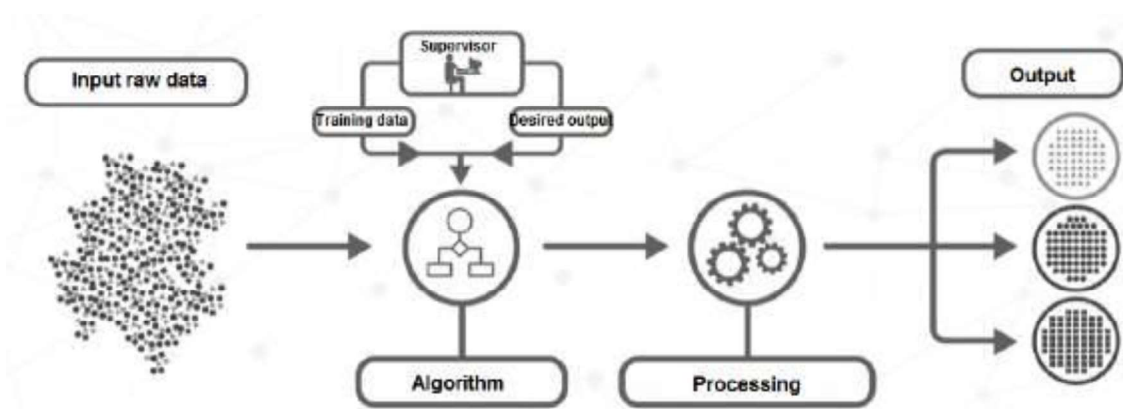 Input raw data
Supervisor
Training data
Desired output
Output
Algorithm
Processing